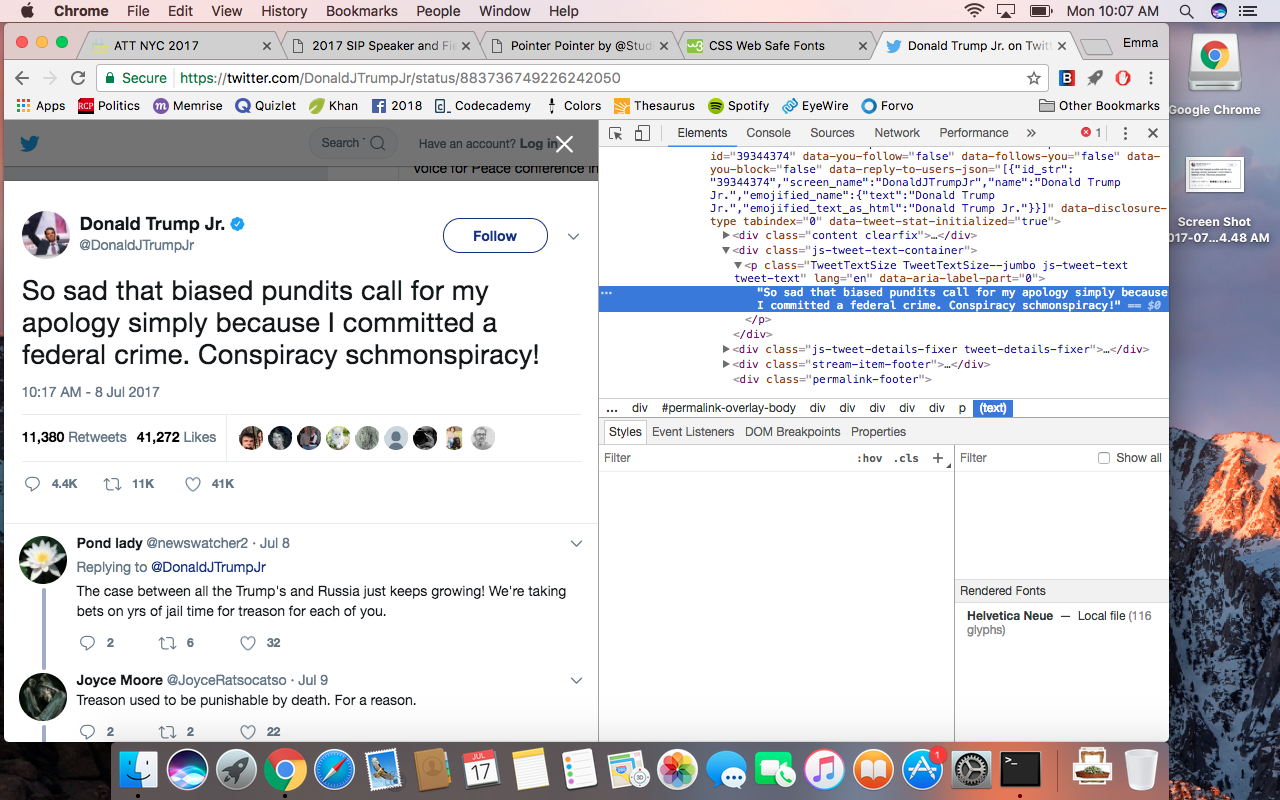 Chrome File Edit View History Bookmarks People Window Help Mon 10:07 AM
ATT NYC 2017 2017 SIP Speaker and Fie Pointer Pointer by @Stud CSS Web Safe Fonts Donald Trump Jr. on Twitt Emma
Secure https://twitter.com/DonaldJTrumpJr/status/883736749226242050
Apps Politics Memrise Quizlet Khan 2018 Codecademy Colors Thesaurus Spotify EyeWire Forvo Other Bookmarks
Search Have an account? Log in
Voice for Peace conference in
Donald Trump Jr.
@DonaldJTrumpJr
Follow
So sad that biased pundits call for my
apology simply because I committed a
federal crime. Conspiracy schmonspiracy!
10:17 AM - 8 Jul 2017
11,380 Retweets 41,272 Likes
4.4K 11K 41K
Pond lady @newswatcher2 · Jul 8
Replying to @DonaldJTrumpJr
The case between all the Trump's and Russia just keeps growing! We're taking
bets on yrs of jail time for treason for each of you.
2 6 32
Joyce Moore @JoyceRatsocatso · Jul 9
Treason used to be punishable by death. For a reason.
2 2 22
Elements Console Sources Network Performance » 1
id="39344374" data-you-follow="false" data-follows-you="false"
data-you-block="false" data-reply-to-users-json="[{"id_str":
"39344374","screen_name":"DonaldJTrumpJr","name":"Donald Trump
Jr.","emojified_name":{"text":"Donald Trump
Jr.","emojified_text_as_html":"Donald Trump Jr."}}]" data-disclosure-
type tabindex="0" data-tweet-stat-initialized="true">
<div class="content clearfix">…</div>
<div class="js-tweet-text-container">
<p class="TweetTextSize TweetTextSize--jumbo js-tweet-text
tweet-text" lang="en" data-aria-label-part="0">
"So sad that biased pundits call for my apology simply because
I committed a federal crime. Conspiracy schmonspiracy!" == $0
</p>
</div>
<div class="js-tweet-details-fixer tweet-details-fixer">…</div>
<div class="stream-item-footer">…</div>
<div class="permalink-footer">
... div #permalink-overlay-body div div div div div p (text)
Styles Event Listeners DOM Breakpoints Properties
Filter :hov .cls + Filter Show all
Rendered Fonts
Helvetica Neue — Local file (116
glyphs)
Google Chrome
Screen Shot
017-07...4.48 AM
JUL
17
1